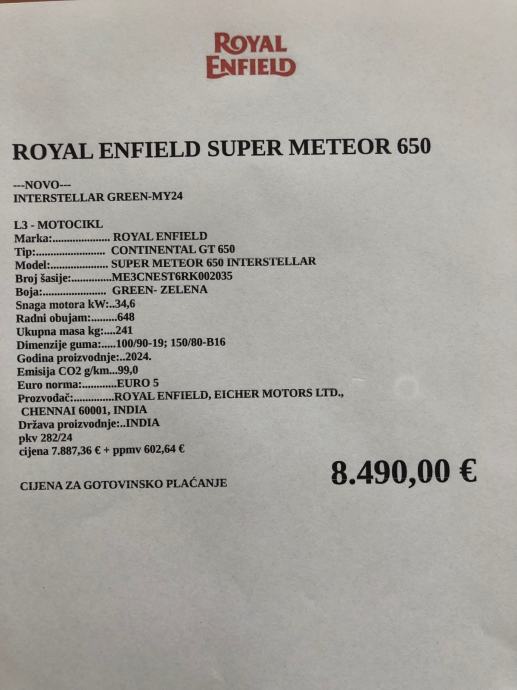 ROYAL
ENFIELD
ROYAL ENFIELD SUPER METEOR 650
---NOVO---
INTERSTELLAR GREEN-MY24
L3 - MOTOCIKL
Marka:..................... ROYAL ENFIELD
Tip:......................... CONTINENTAL GT 650
Model:..................... SUPER METEOR 650 INTERSTELLAR
Broj šasije:...............ME3CNEST6RK002035
Boja:....................... GREEN- ZELENA
Snaga motora kW:..34,6
Radni obujam:.........648
Ukupna masa kg:....241
Dimenzije guma:.....100/90-19; 150/80-B16
Godina proizvodnje:..2024.
Emisija CO2 g/km...99,0
Euro norma:............EURO 5
Prozvođač:..............ROYAL ENFIELD, EICHER MOTORS LTD.,
CHENNAI 60001, INDIA
Država proizvodnje:..INDIA
pkv 282/24
cijena 7.887,36 € + ppmv 602,64 €
CIJENA ZA GOTOVINSKO PLAĆANJE 8.490,00 €